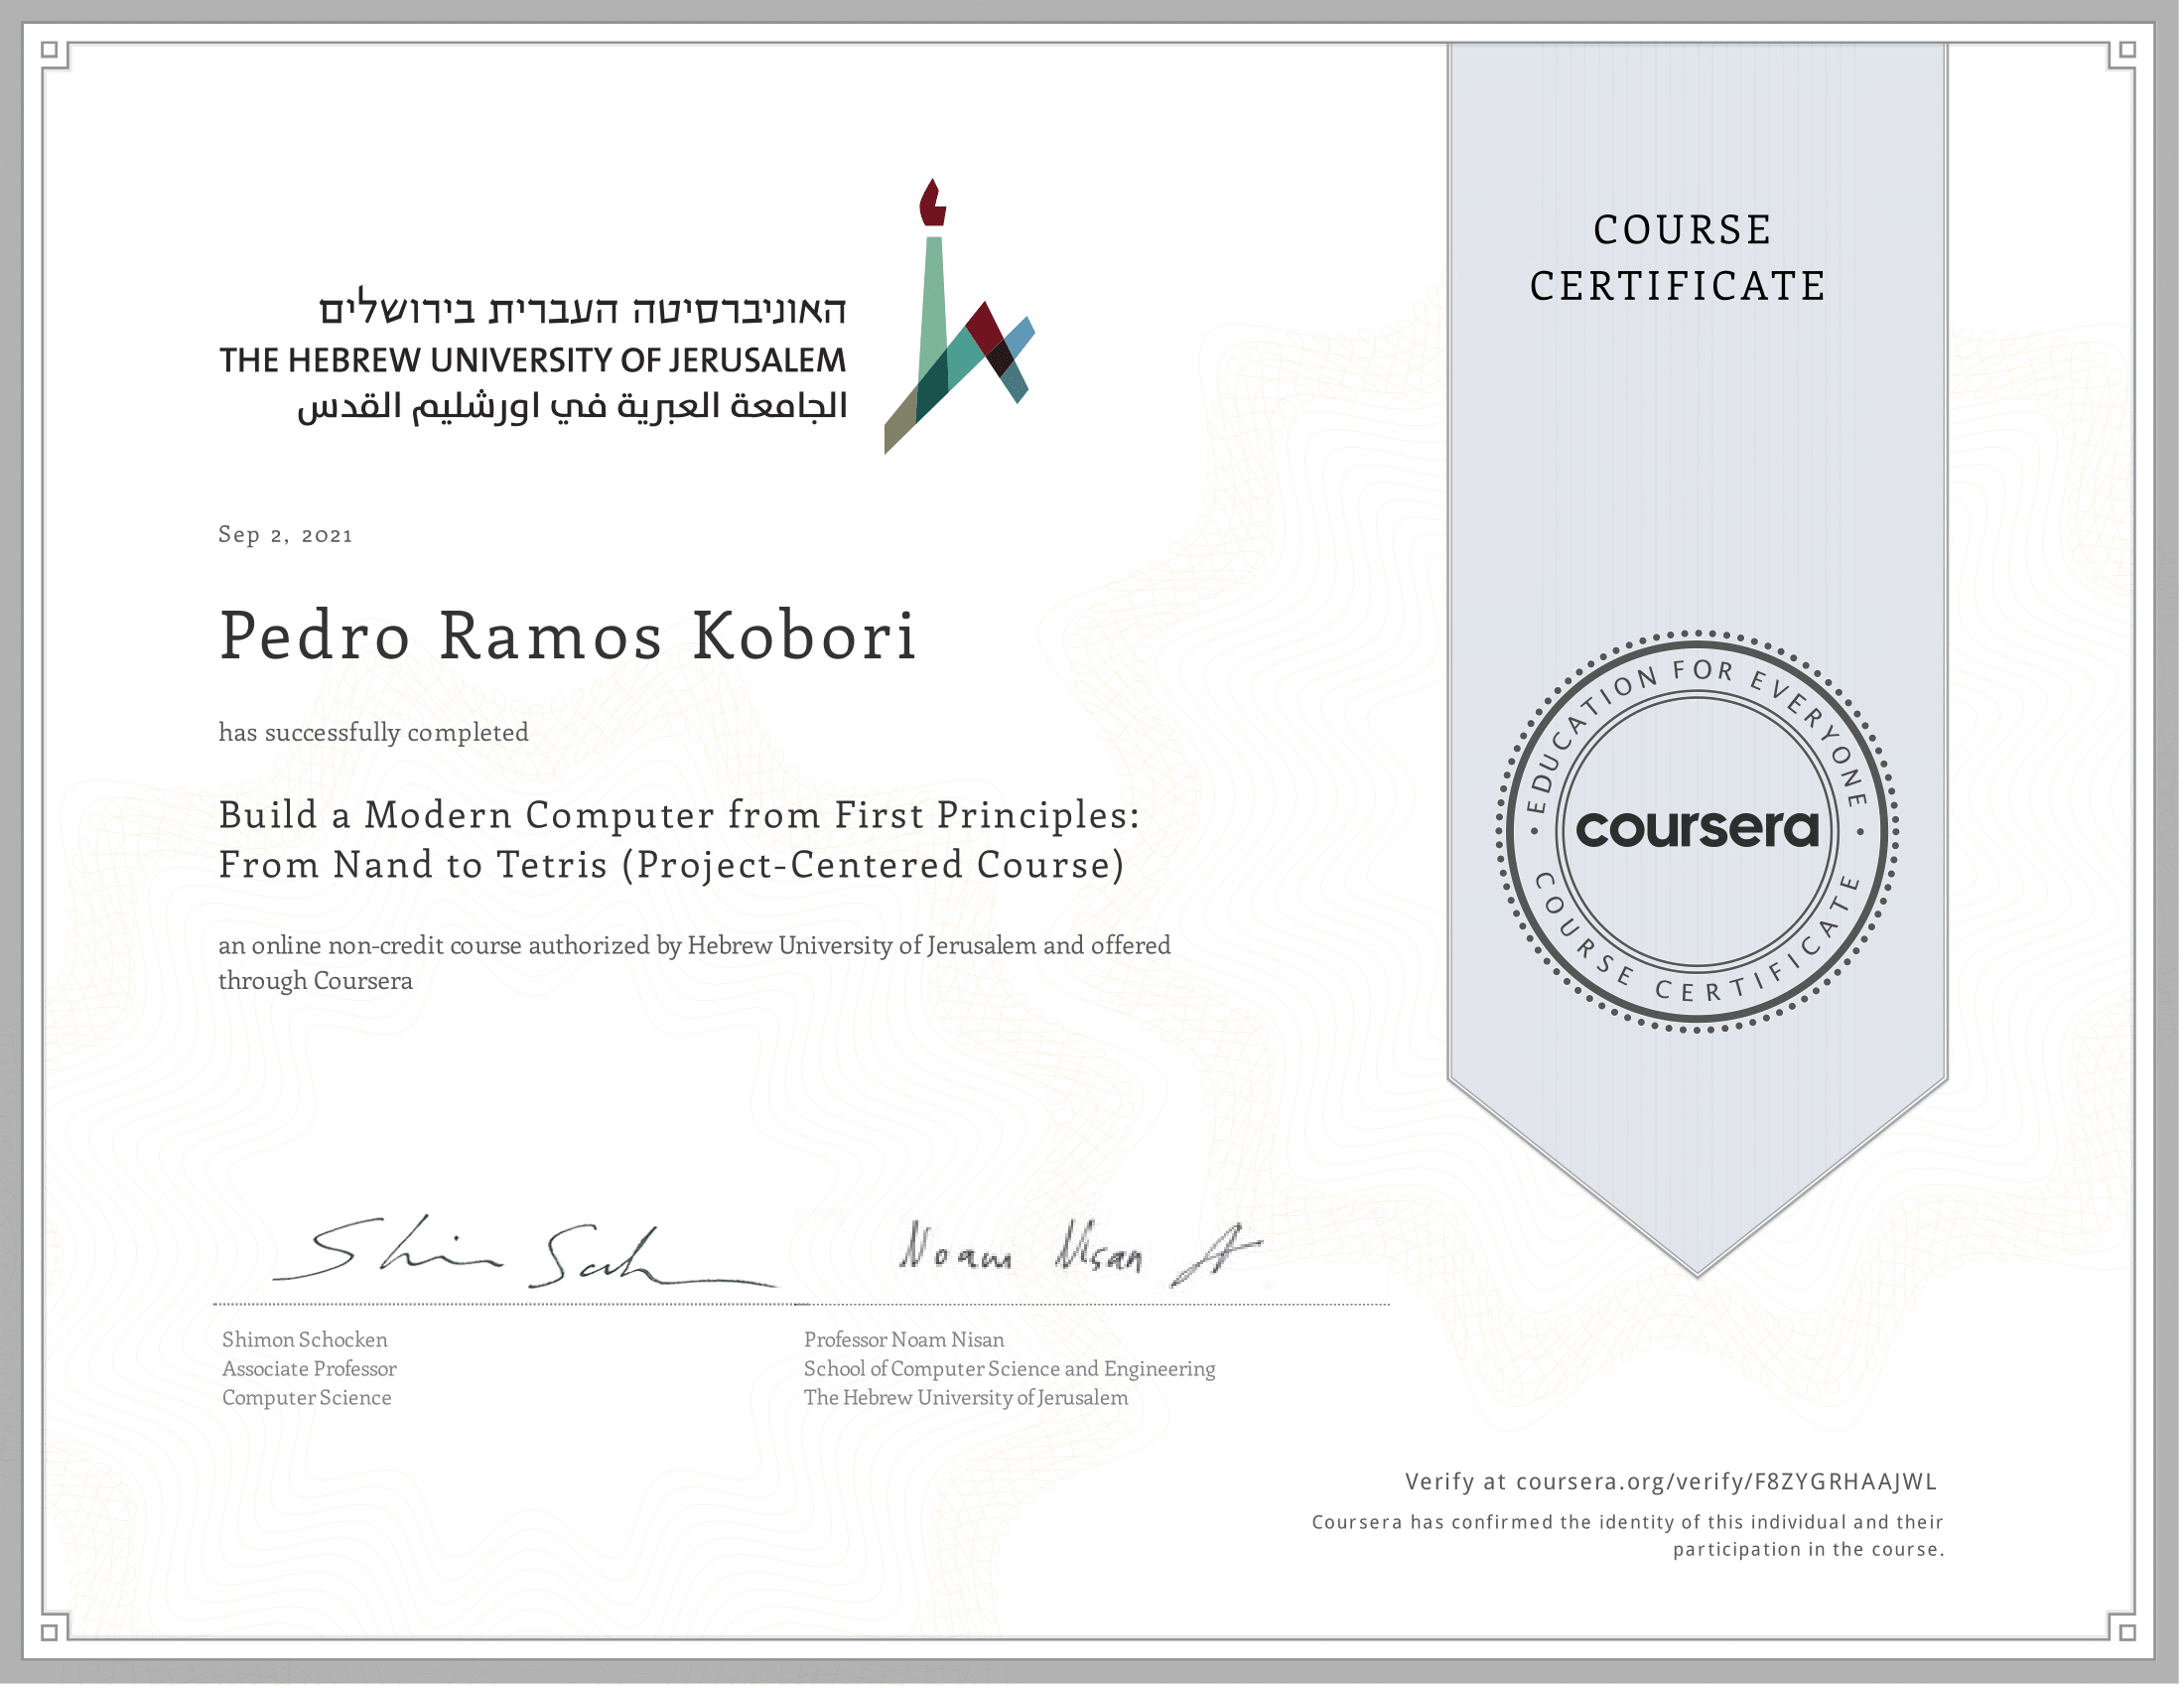 האוניברסיטה העברית בירושלים
THE HEBREW UNIVERSITY OF JERUSALEM
الجامعة العبرية في اورشليم القدس
COURSE
CERTIFICATE
Sep 2, 2021
Pedro Ramos Kobori
has successfully completed
Build a Modern Computer from First Principles:
From Nand to Tetris (Project-Centered Course)
an online non-credit course authorized by Hebrew University of Jerusalem and offered
through Coursera
EDUCATION FOR EVERYONE
coursera
COURSE CERTIFICATE
Noam Nisan
Shimon Schocken
Associate Professor
Computer Science
Professor Noam Nisan
School of Computer Science and Engineering
The Hebrew University of Jerusalem
Verify at coursera.org/verify/F8ZYGRHAAJWL
Coursera has confirmed the identity of this individual and their
participation in the course.